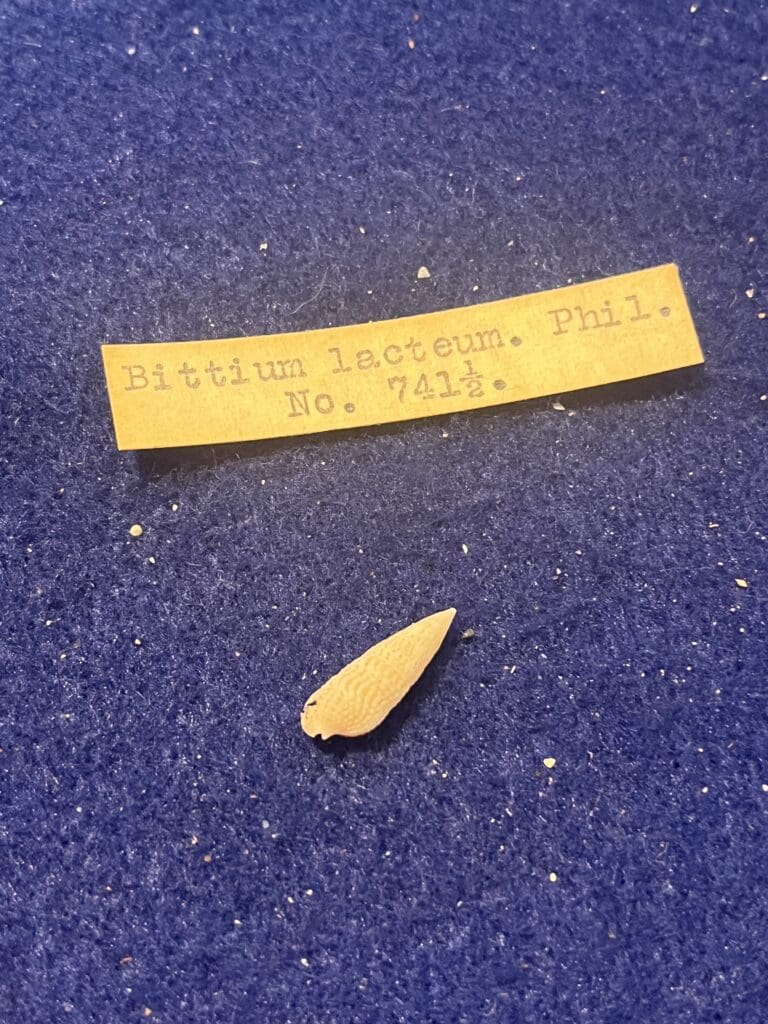 Bittium lacteum. Phil.
No. 741½.